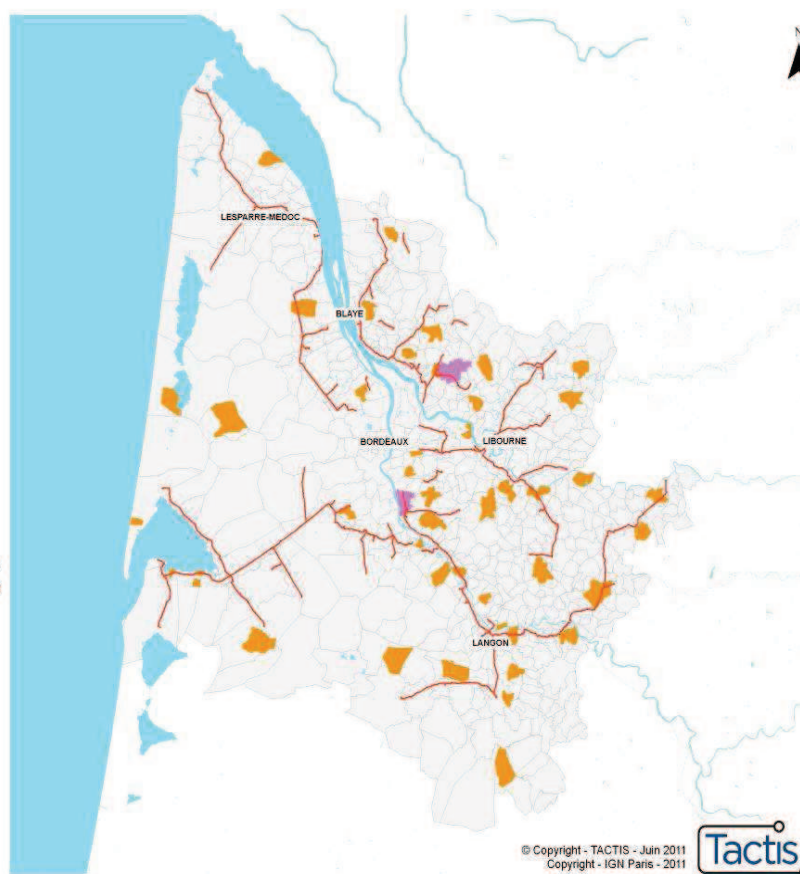 N
LESPARRE-MEDOC
BLAYE
BORDEAUX
LIBOURNE
LANGON
© Copyright - TACTIS - Juin 2011
Copyright - IGN Paris - 2011
Tactis